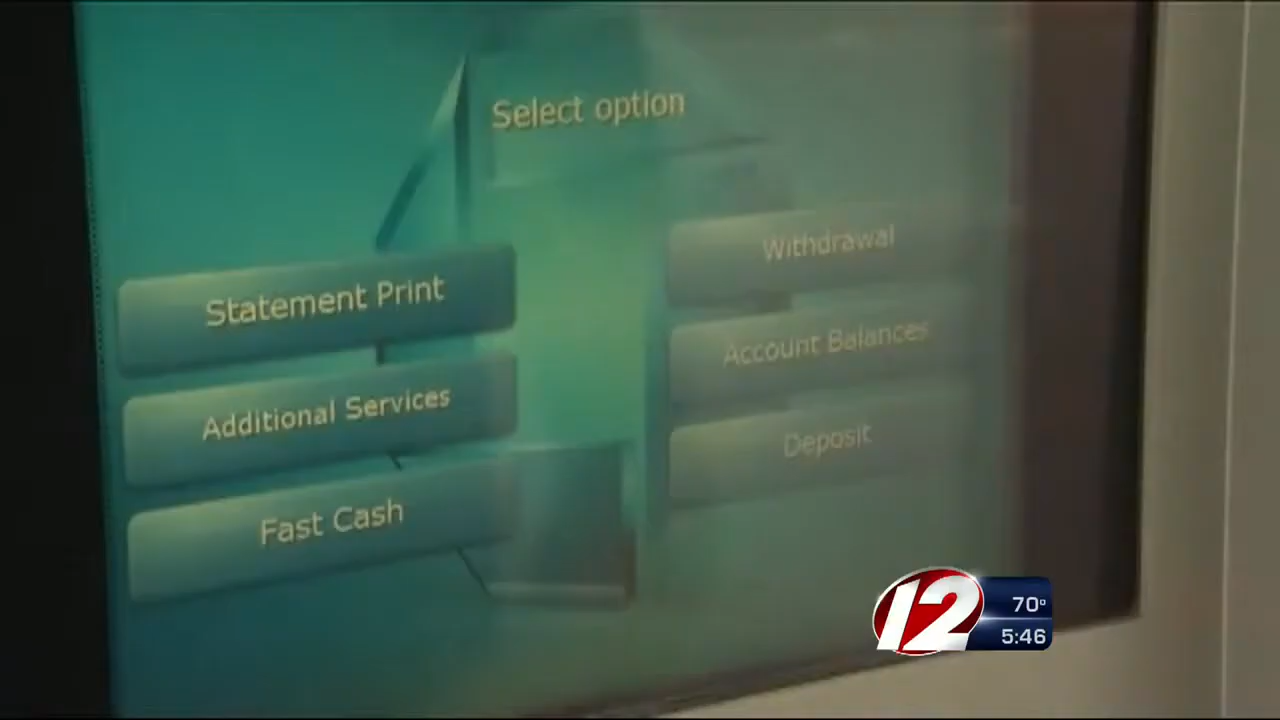 Select option
Statement Print
Additional Services
Fast Cash
Withdrawal
Account Balances
Deposit
12
70°
5:46